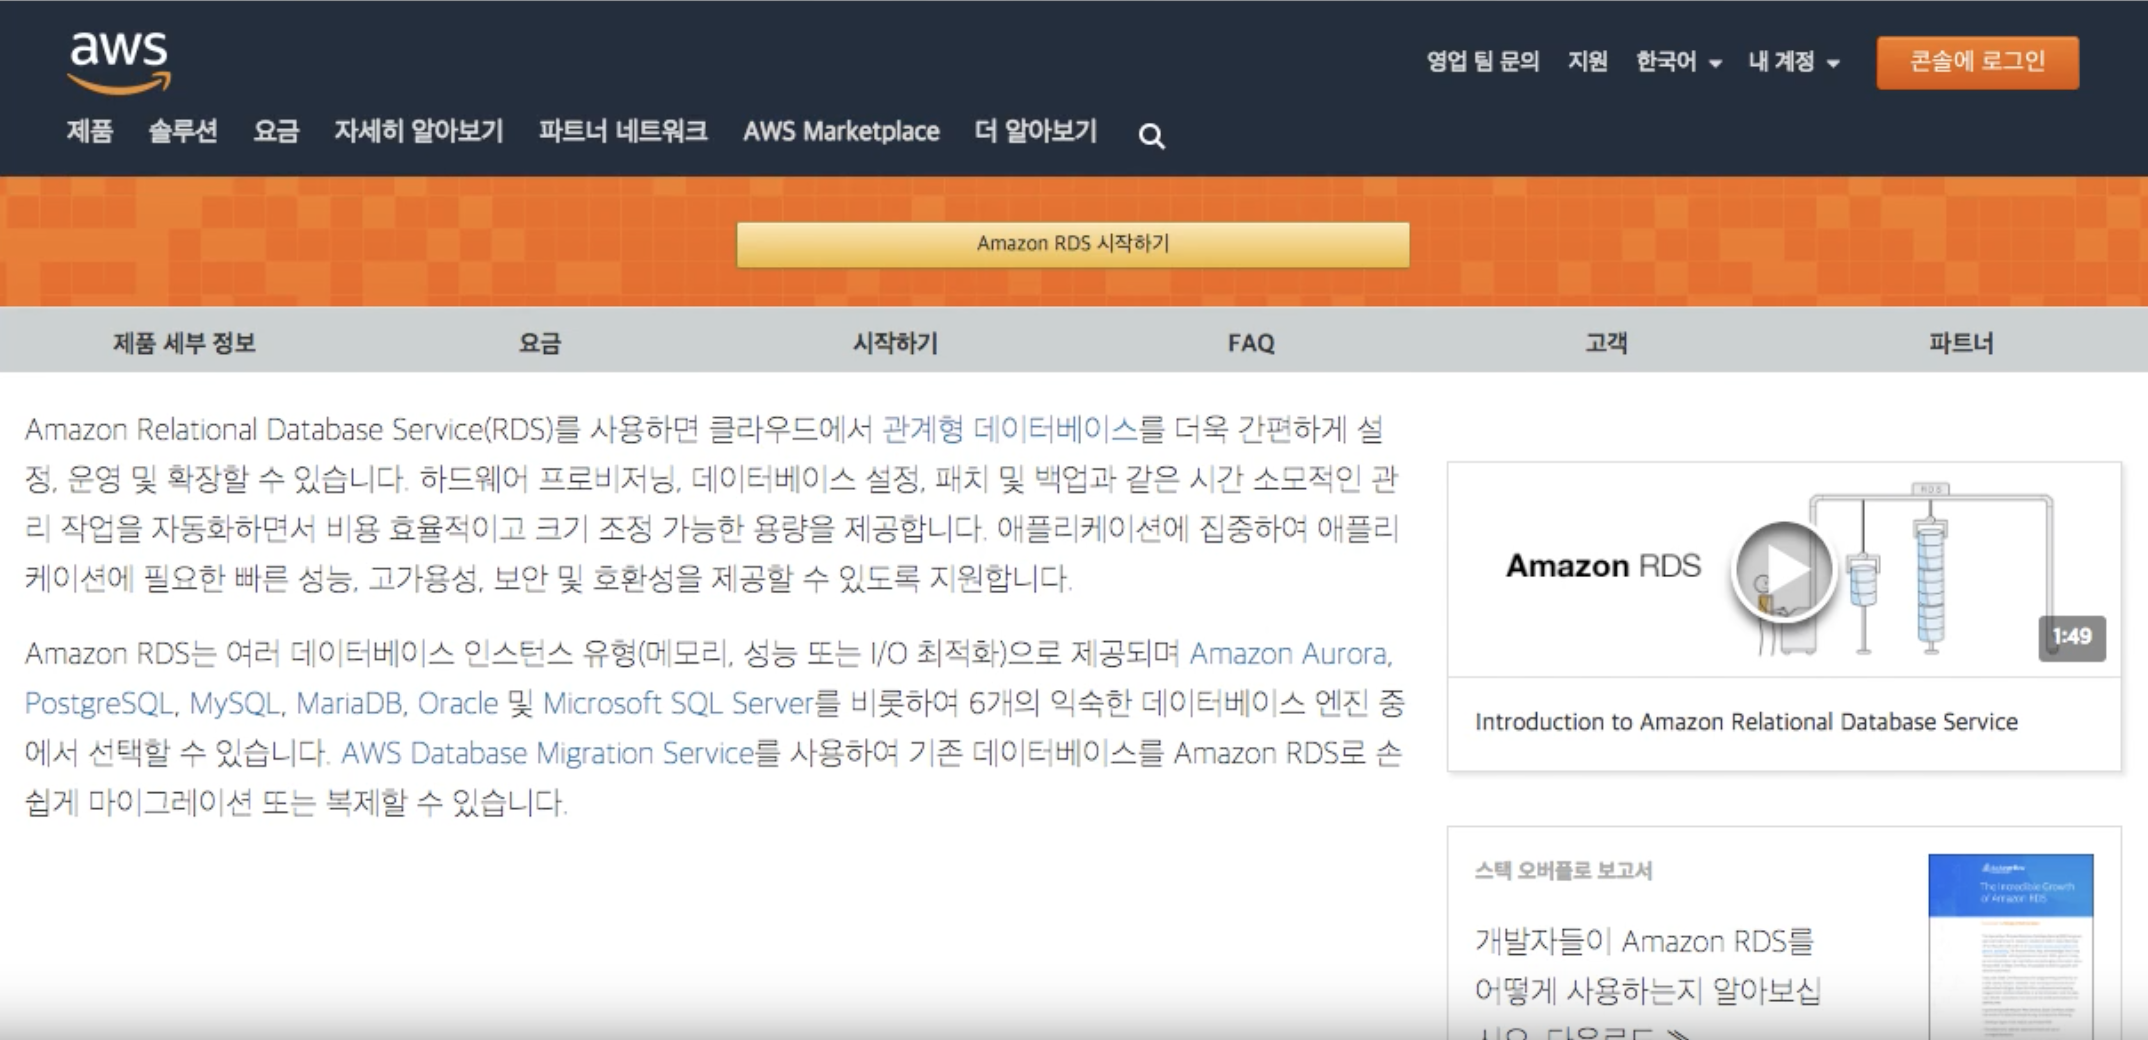 aws
영업 팀 문의 지원 한국어 내 계정 콘솔에 로그인
제품 솔루션 요금 자세히 알아보기 파트너 네트워크 AWS Marketplace 더 알아보기
Amazon RDS 시작하기
제품 세부 정보 요금 시작하기 FAQ 고객 파트너
Amazon Relational Database Service(RDS)를 사용하면 클라우드에서 관계형 데이터베이스를 더욱 간편하게 설
정, 운영 및 확장할 수 있습니다. 하드웨어 프로비저닝, 데이터베이스 설정, 패치 및 백업과 같은 시간 소모적인 관
리 작업을 자동화하면서 비용 효율적이고 크기 조정 가능한 용량을 제공합니다. 애플리케이션에 집중하여 애플리
케이션에 필요한 빠른 성능, 고가용성, 보안 및 호환성을 제공할 수 있도록 지원합니다.
Amazon RDS는 여러 데이터베이스 인스턴스 유형(메모리, 성능 또는 I/O 최적화)으로 제공되며 Amazon Aurora,
PostgreSQL, MySQL, MariaDB, Oracle 및 Microsoft SQL Server를 비롯하여 6개의 익숙한 데이터베이스 엔진 중
에서 선택할 수 있습니다. AWS Database Migration Service를 사용하여 기존 데이터베이스를 Amazon RDS로 손
쉽게 마이그레이션 또는 복제할 수 있습니다.
RDS
Amazon RDS
1:49
Introduction to Amazon Relational Database Service
스택 오버플로 보고서
개발자들이 Amazon RDS를
어떻게 사용하는지 알아보십
시오. 다운로드 ≫
The Incredible Growth
of Amazon RDS